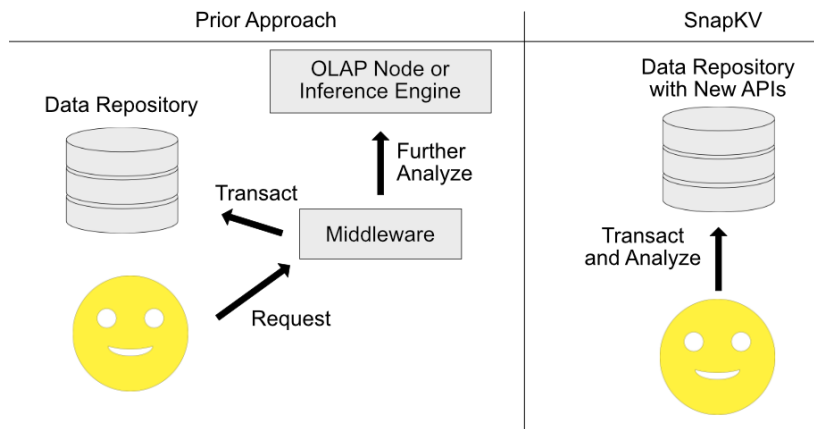 Prior Approach
SnapKV
OLAP Node or
Inference Engine
Data Repository
Further
Analyze
Transact
Middleware
Request
Data Repository
with New APIs
Transact
and Analyze